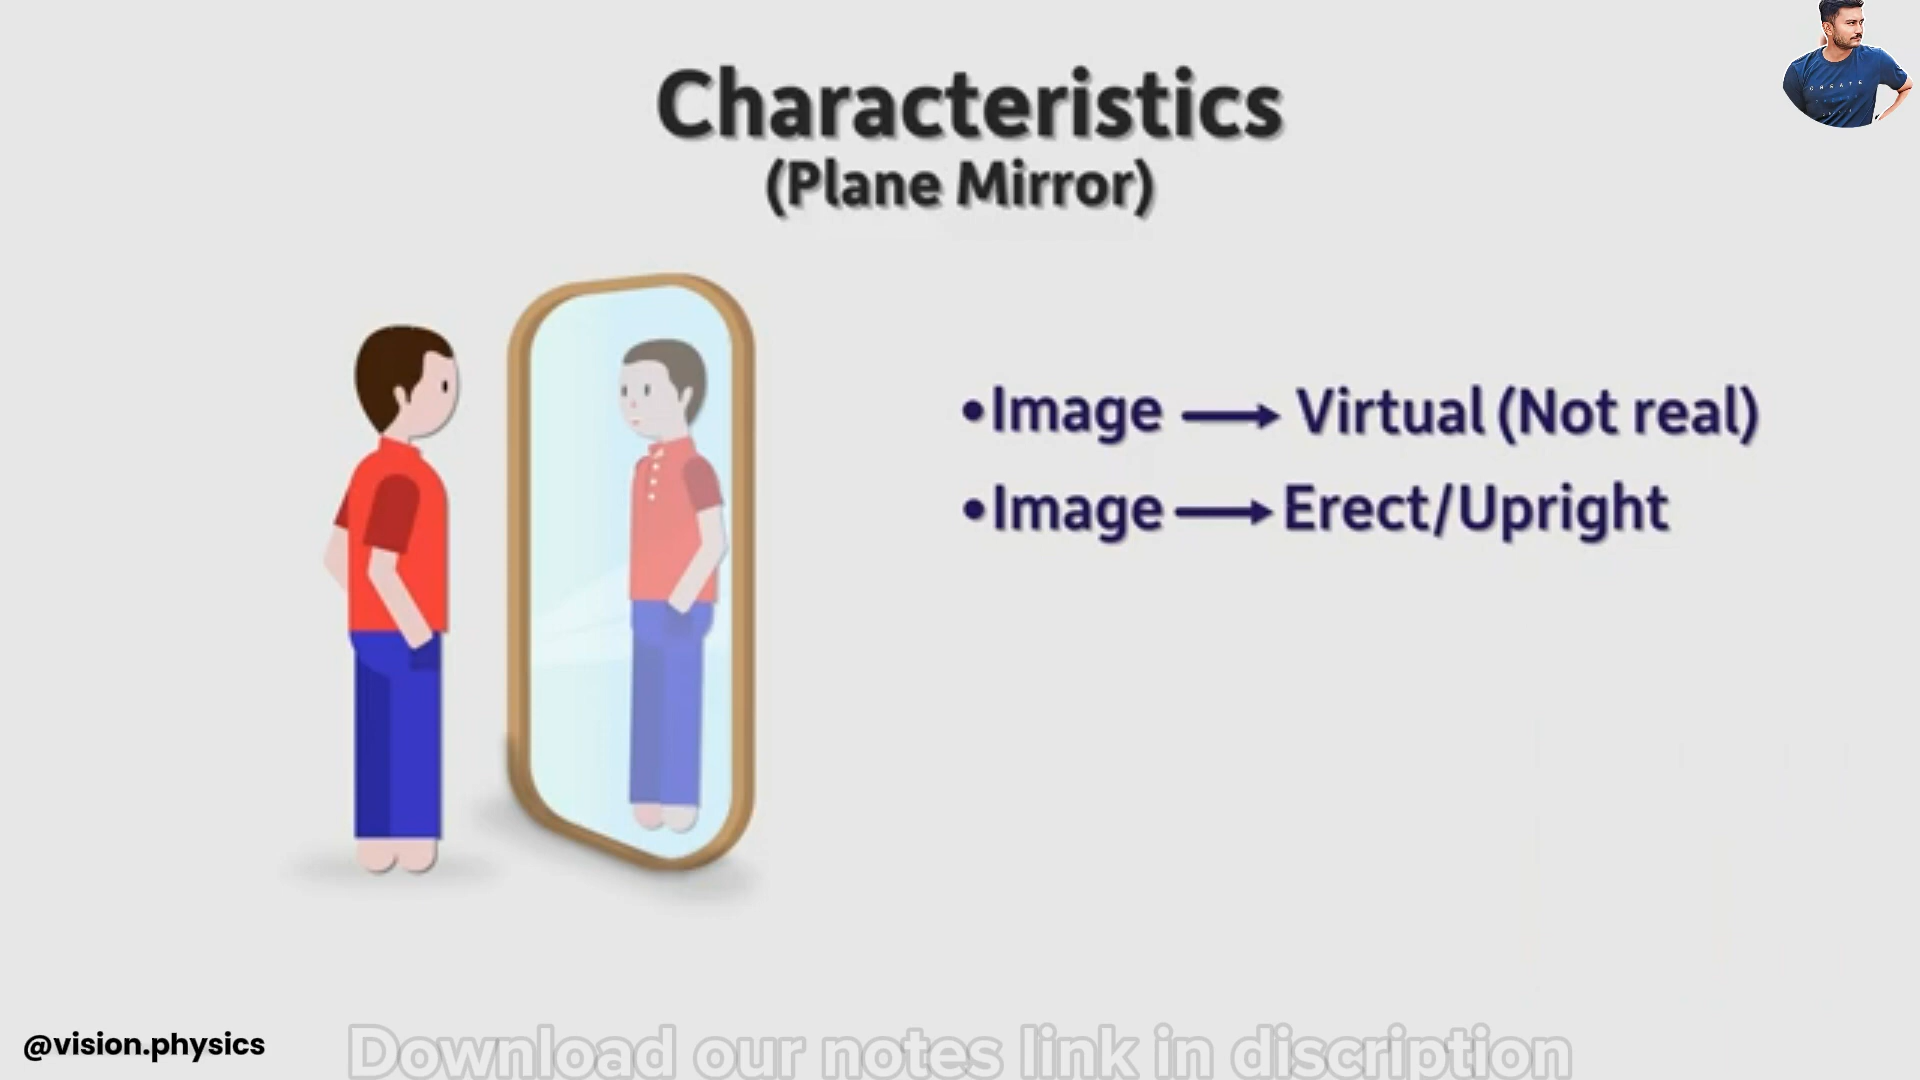 Characteristics
(Plane Mirror)
•Image → Virtual (Not real)
•Image → Erect/Upright
@vision.physics
Download our notes link in discription